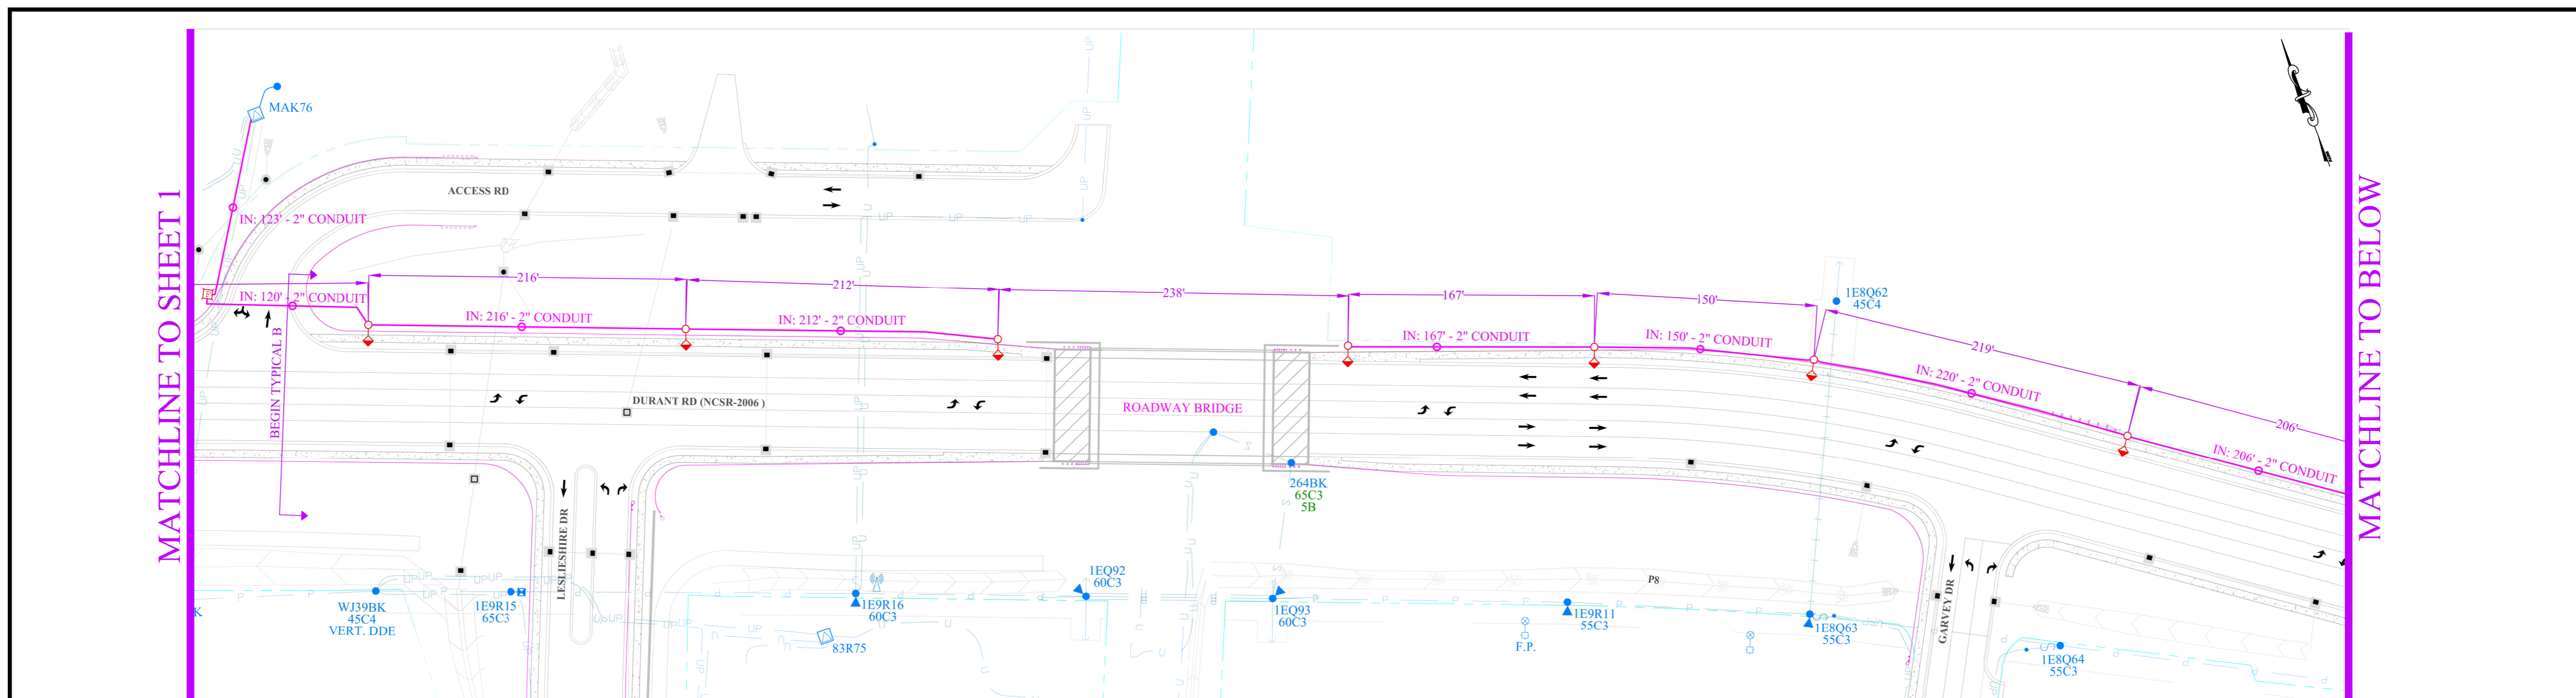 MATCHLINE TO SHEET 1
MATCHLINE TO BELOW
MAK76
ACCESS RD
IN: 123' - 2" CONDUIT
IN: 120' - 2" CONDUIT
216'
212'
238'
167'
150'
219'
206'
IN: 216' - 2" CONDUIT
IN: 212' - 2" CONDUIT
IN: 167' - 2" CONDUIT
IN: 150' - 2" CONDUIT
IN: 220' - 2" CONDUIT
IN: 206' - 2" CONDUIT
1E8Q62
45C4
BEGIN TYPICAL B
DURANT RD (NCSR-2006 )
ROADWAY BRIDGE
264BK
65C3
5B
LESLIESHIRE DR
GARVEY DR
K
WJ39BK
45C4
VERT. DDE
1E9R15
65C3
1E9R16
60C3
83R75
1EQ92
60C3
1EQ93
60C3
1E9R11
55C3
F.P.
P8
1E8Q63
55C3
1E8Q64
55C3
UP
UP
UP
UP